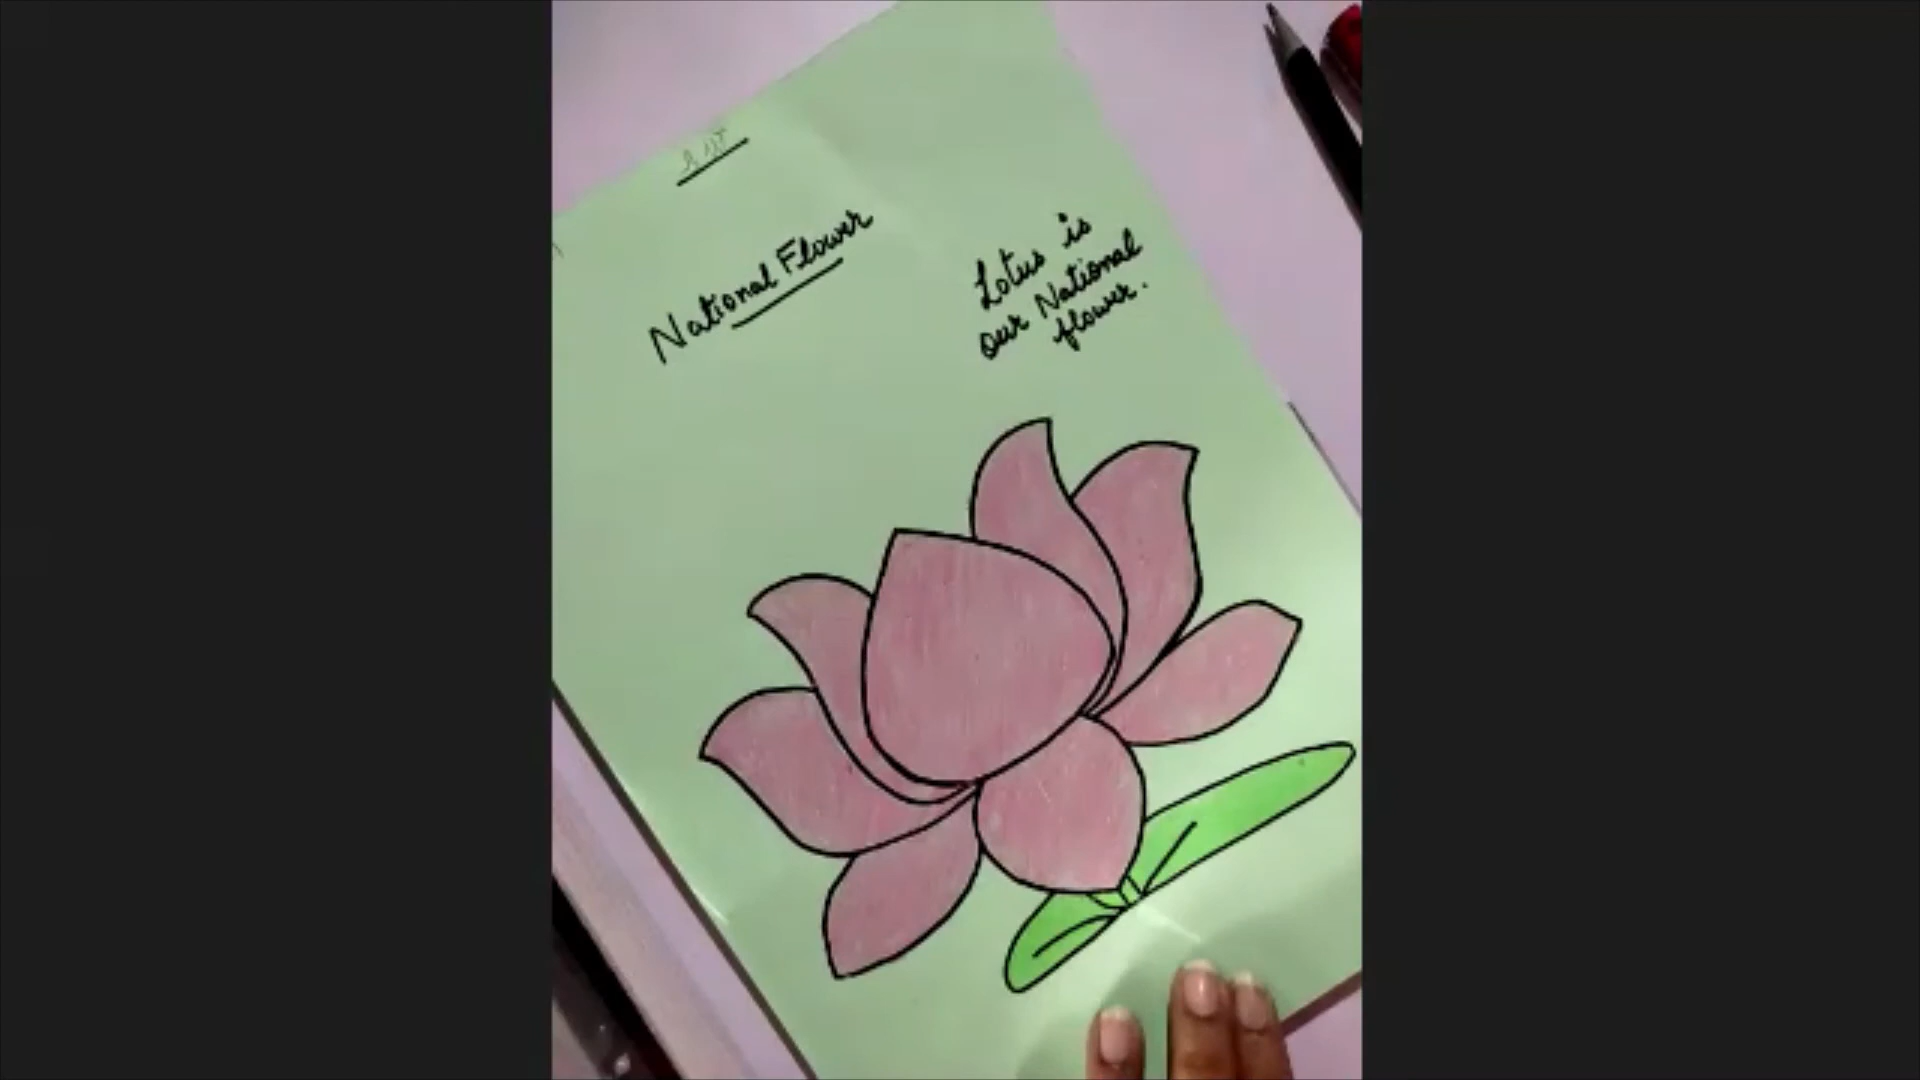 National Flower
Lotus is
our National
flower.